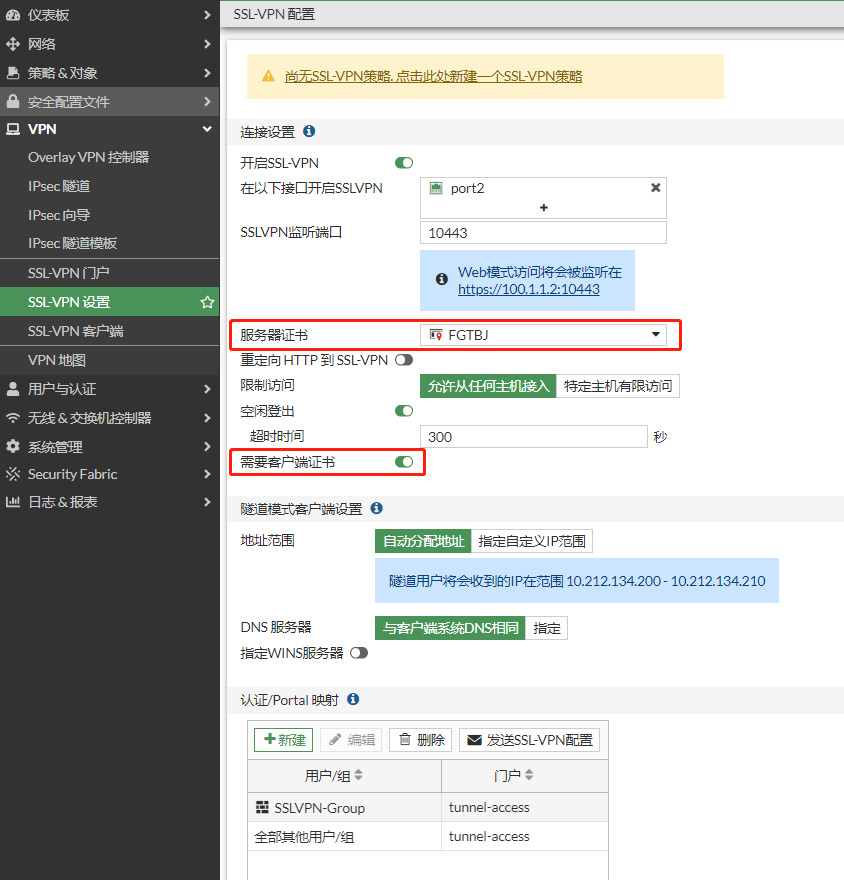 仪表板
网络
策略 & 对象
安全配置文件
VPN
Overlay VPN 控制器
IPsec 隧道
IPsec 向导
IPsec 隧道模板
SSL-VPN 门户
SSL-VPN 设置
SSL-VPN 客户端
VPN 地图
用户与认证
无线 & 交换机控制器
系统管理
Security Fabric
日志 & 报表
SSL-VPN 配置
尚无SSL-VPN策略. 点击此处新建一个SSL-VPN策略
连接设置
开启SSL-VPN
在以下接口开启SSLVPN port2
+
SSLVPN监听端口 10443
Web模式访问将会被监听在
https://100.1.1.2:10443
服务器证书 FGTBJ
重定向 HTTP 到 SSL-VPN
限制访问 允许从任何主机接入 特定主机有限访问
空闲登出
超时时间 300 秒
需要客户端证书
隧道模式客户端设置
地址范围 自动分配地址 指定自定义IP范围
隧道用户将会收到的IP在范围 10.212.134.200 - 10.212.134.210
DNS 服务器 与客户端系统DNS相同 指定
指定WINS服务器
认证/Portal 映射
新建 编辑 删除 发送SSL-VPN配置
用户/组 门户
SSLVPN-Group tunnel-access
全部其他用户/组 tunnel-access